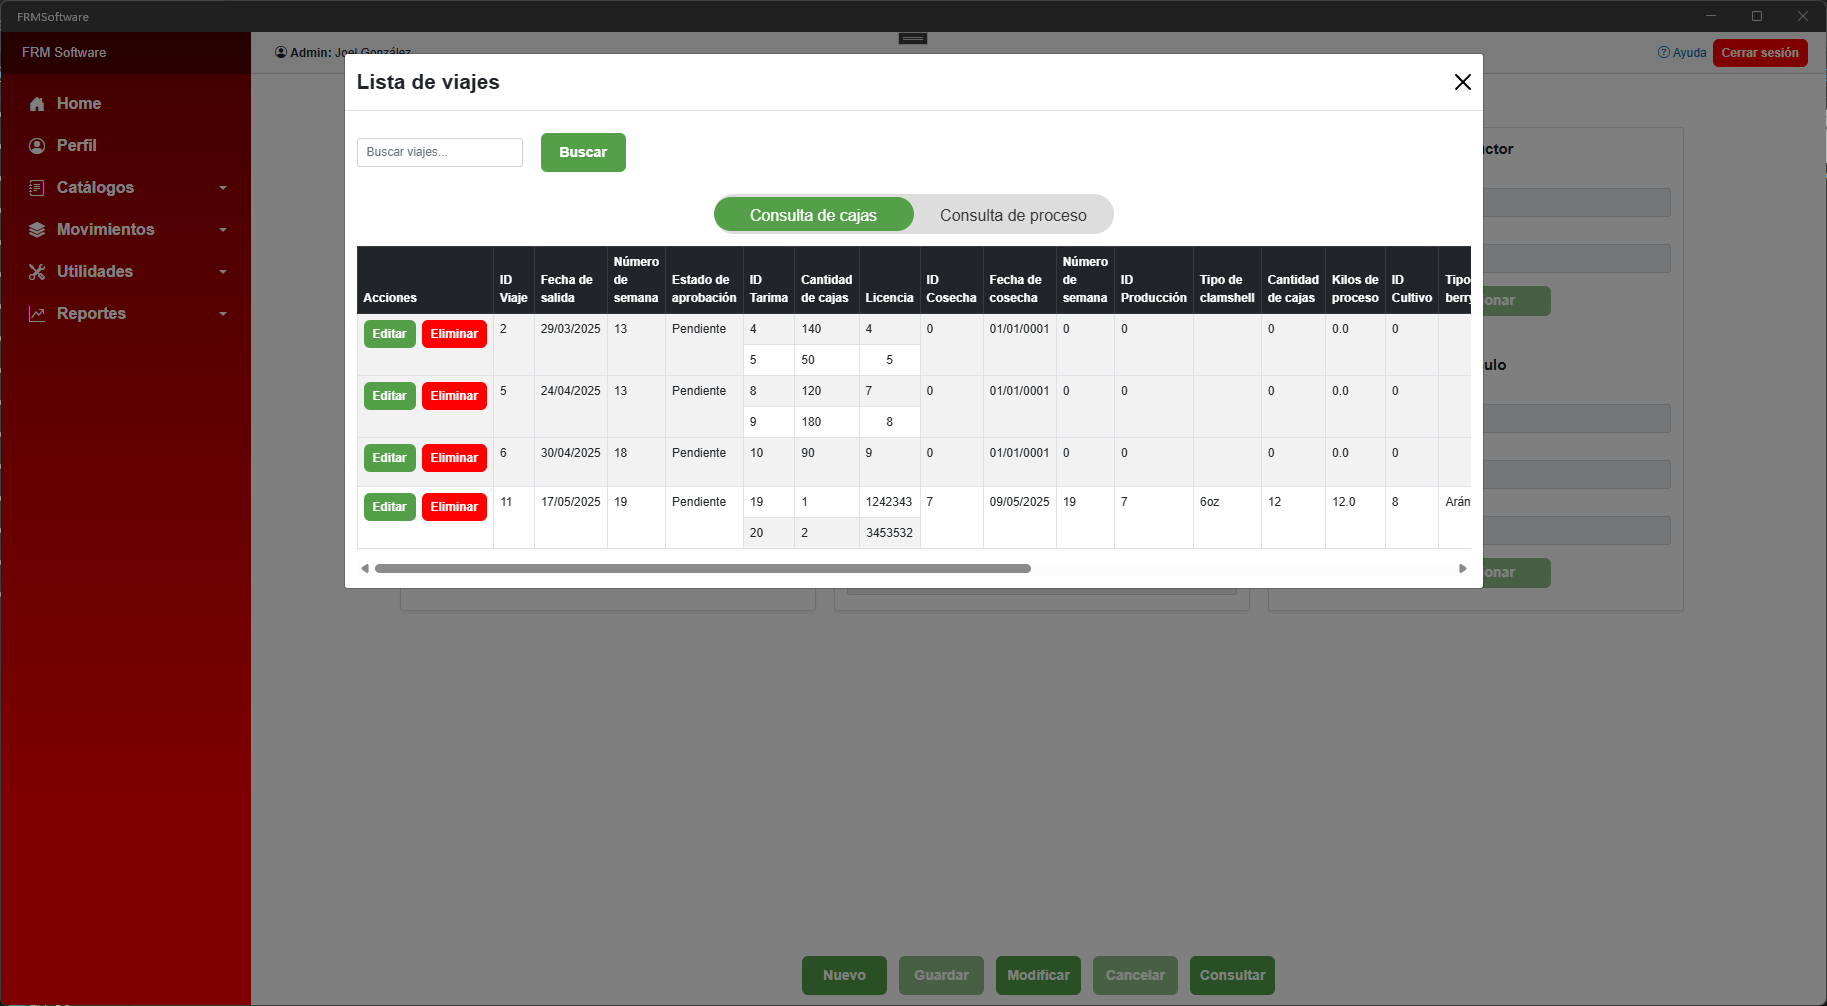 FRMSoftware
FRM Software
Admin: Joel González
Ayuda
Cerrar sesión
Home
Perfil
Catálogos
Movimientos
Utilidades
Reportes
Lista de viajes
Buscar viajes...
Buscar
Consulta de cajas
Consulta de proceso
Acciones ID Viaje Fecha de salida Número de semana Estado de aprobación ID Tarima Cantidad de cajas Licencia ID Cosecha Fecha de cosecha Número de semana ID Producción Tipo de clamshell Cantidad de cajas Kilos de proceso ID Cultivo Tipo berry
Editar Eliminar 2 29/03/2025 13 Pendiente 4 140 4 0 01/01/0001 0 0 0 0.0 0
5 50 5
Editar Eliminar 5 24/04/2025 13 Pendiente 8 120 7 0 01/01/0001 0 0 0 0.0 0
9 180 8
Editar Eliminar 6 30/04/2025 18 Pendiente 10 90 9 0 01/01/0001 0 0 0 0.0 0
Editar Eliminar 11 17/05/2025 19 Pendiente 19 1 1242343 7 09/05/2025 19 7 6oz 12 12.0 8 Arán
20 2 3453532
ctor
onar
ulo
onar
Nuevo
Guardar
Modificar
Cancelar
Consultar